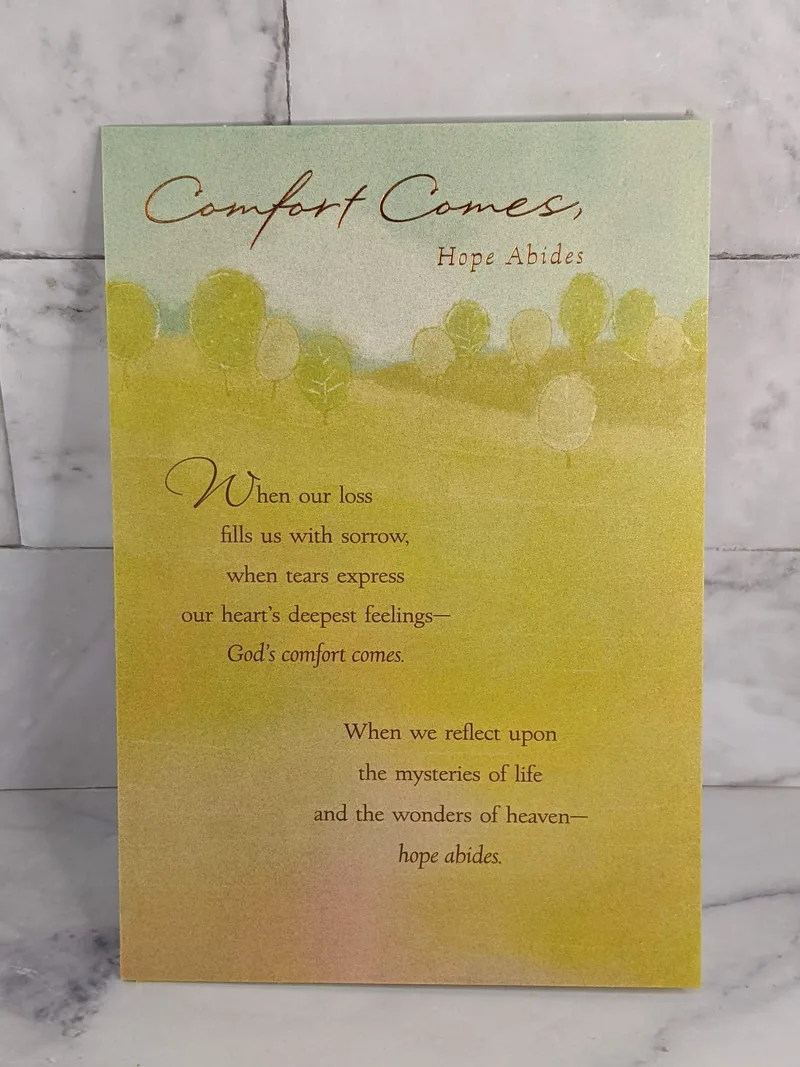 Comfort Comes,
Hope Abides
When our loss
fills us with sorrow,
when tears express
our heart's deepest feelings—
God's comfort comes.
When we reflect upon
the mysteries of life
and the wonders of heaven—
hope abides.